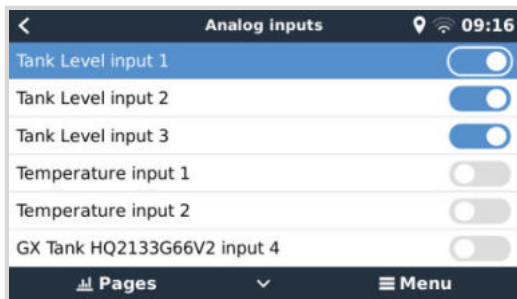 Analog inputs 09:16
Tank Level input 1
Tank Level input 2
Tank Level input 3
Temperature input 1
Temperature input 2
GX Tank HQ2133G66V2 input 4
Pages Menu